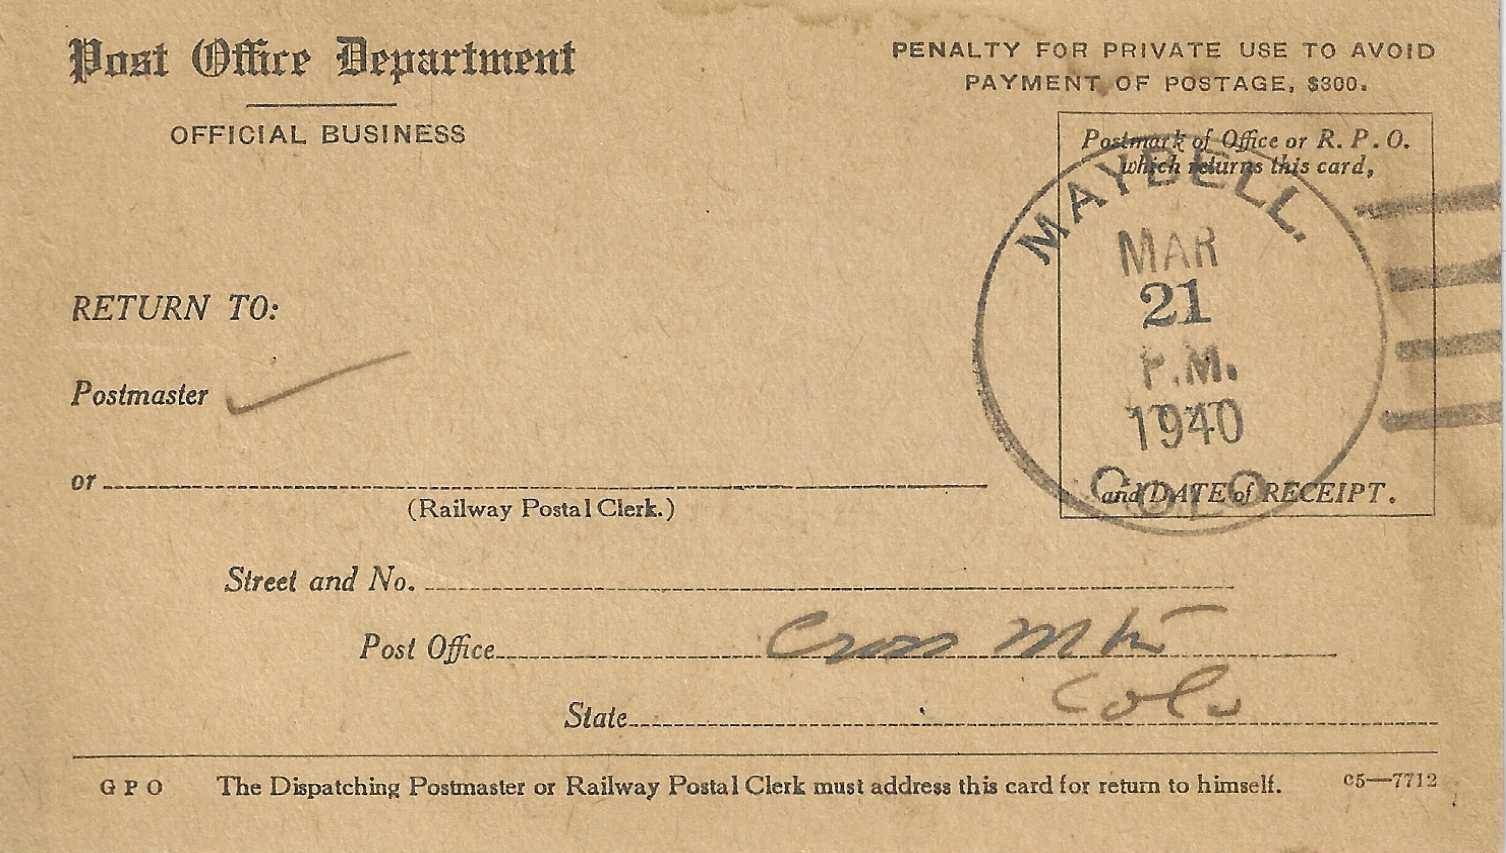 Post Office Department
OFFICIAL BUSINESS
PENALTY FOR PRIVATE USE TO AVOID
PAYMENT OF POSTAGE, $300.
Postmark of Office or R. P. O.
which returns this card,
MAYBELL.
MAR
21
P.M.
1940
COLO
and DATE of RECEIPT.
RETURN TO:
Postmaster
or
(Railway Postal Clerk.)
Street and No.
Post Office Cross Mtn
State Colo
GPO The Dispatching Postmaster or Railway Postal Clerk must address this card for return to himself. c5—7712